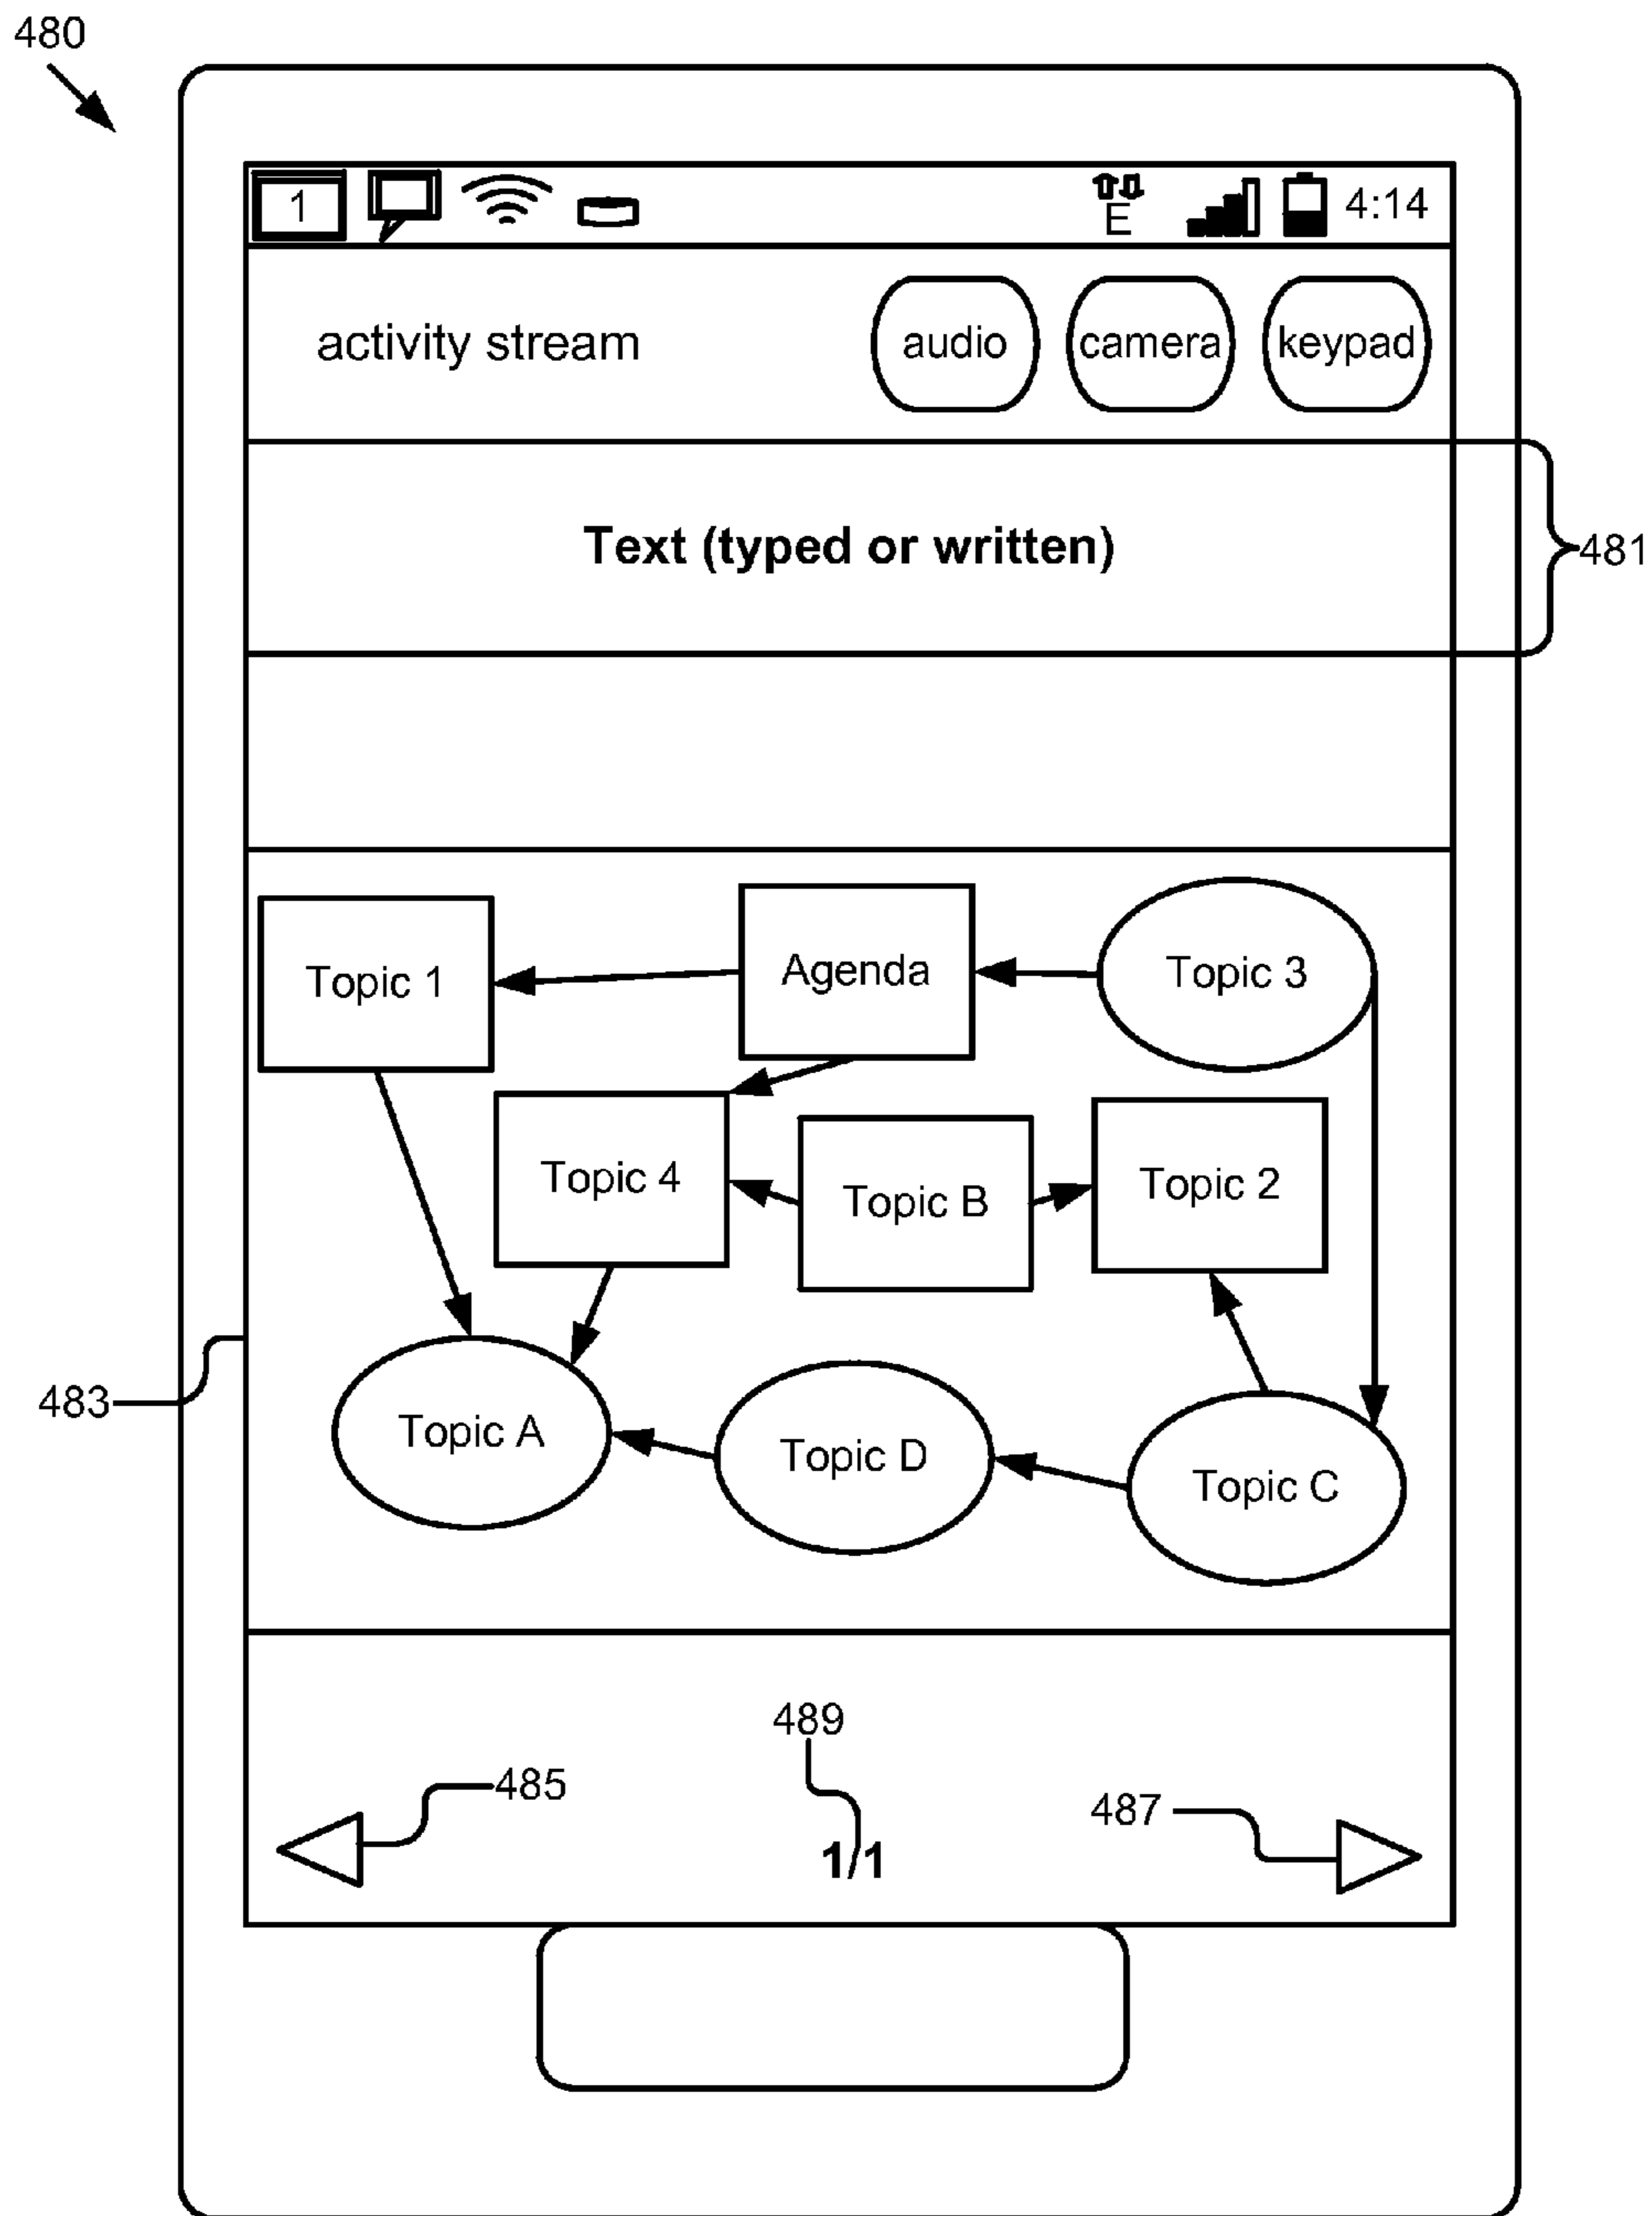 480
1 E 4:14
activity stream audio camera keypad
Text (typed or written)
481
Topic 1 Agenda Topic 3
Topic 4 Topic B Topic 2
483
Topic A Topic D Topic C
489
485
487
1/1